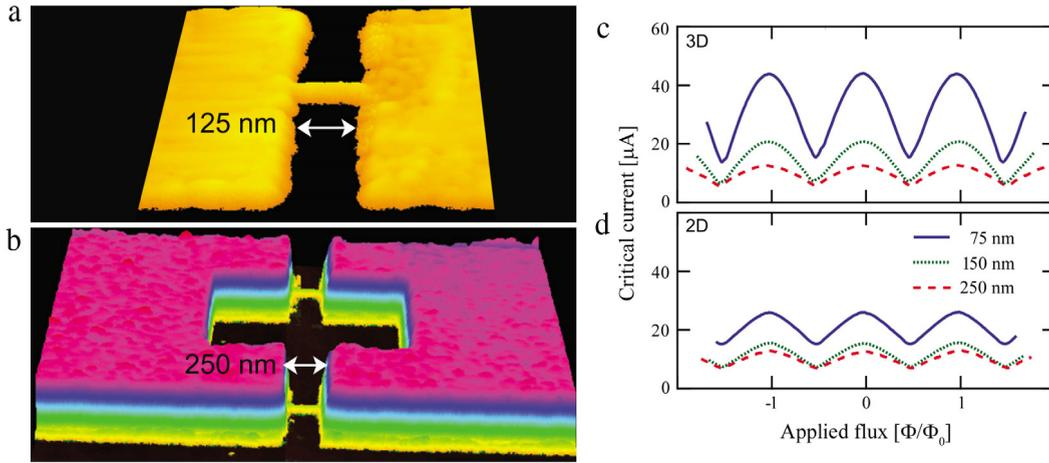 a
125 nm
b
250 nm
c
3D
60
40
20
0
d
2D
75 nm
150 nm
250 nm
40
20
0
Critical current [µA]
-1
0
1
Applied flux [Φ/Φ₀]